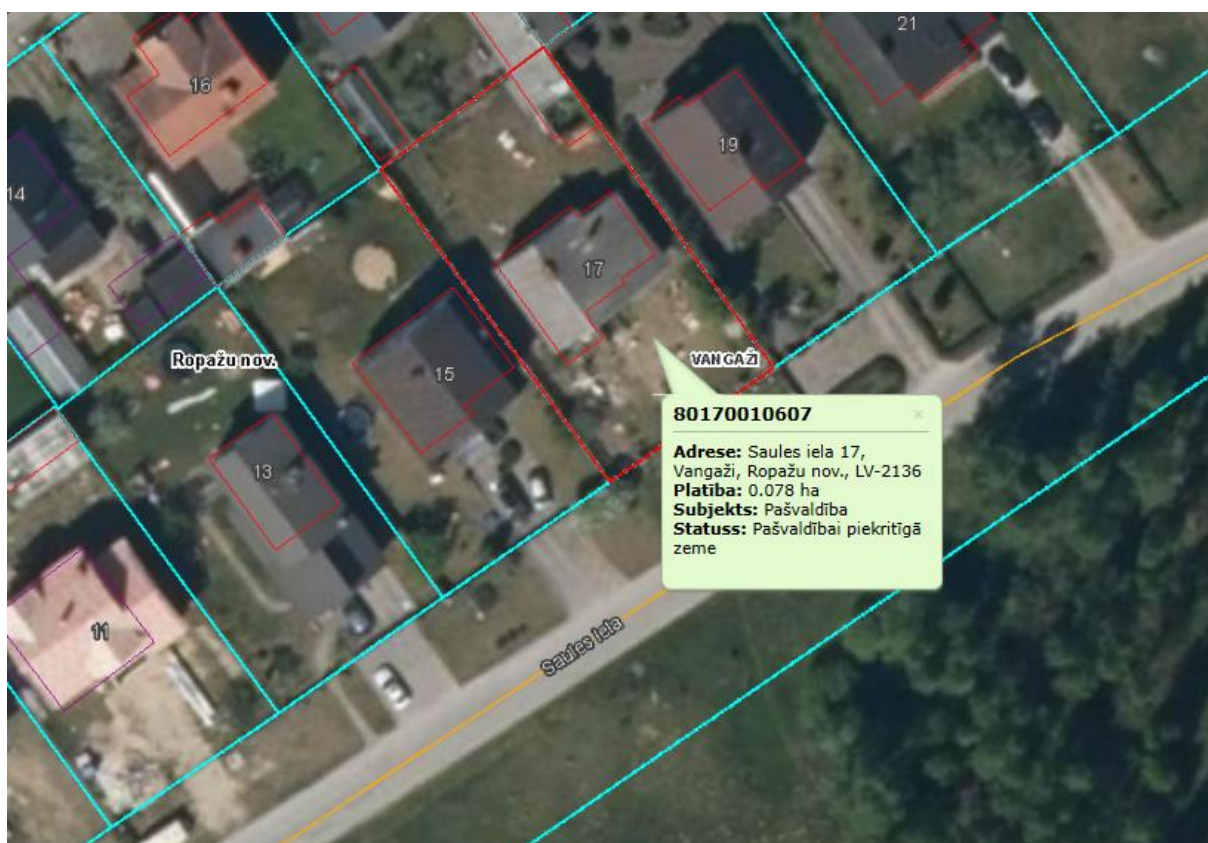 21
16
19
14
17
Ropažu nov.
VANGAŽI
15
80170010607
Adrese: Saules iela 17,
Vangaži, Ropažu nov., LV-2136
Platība: 0.078 ha
Subjekts: Pašvaldība
Statuss: Pašvaldībai piekritīgā
zeme
13
11
Saules iela